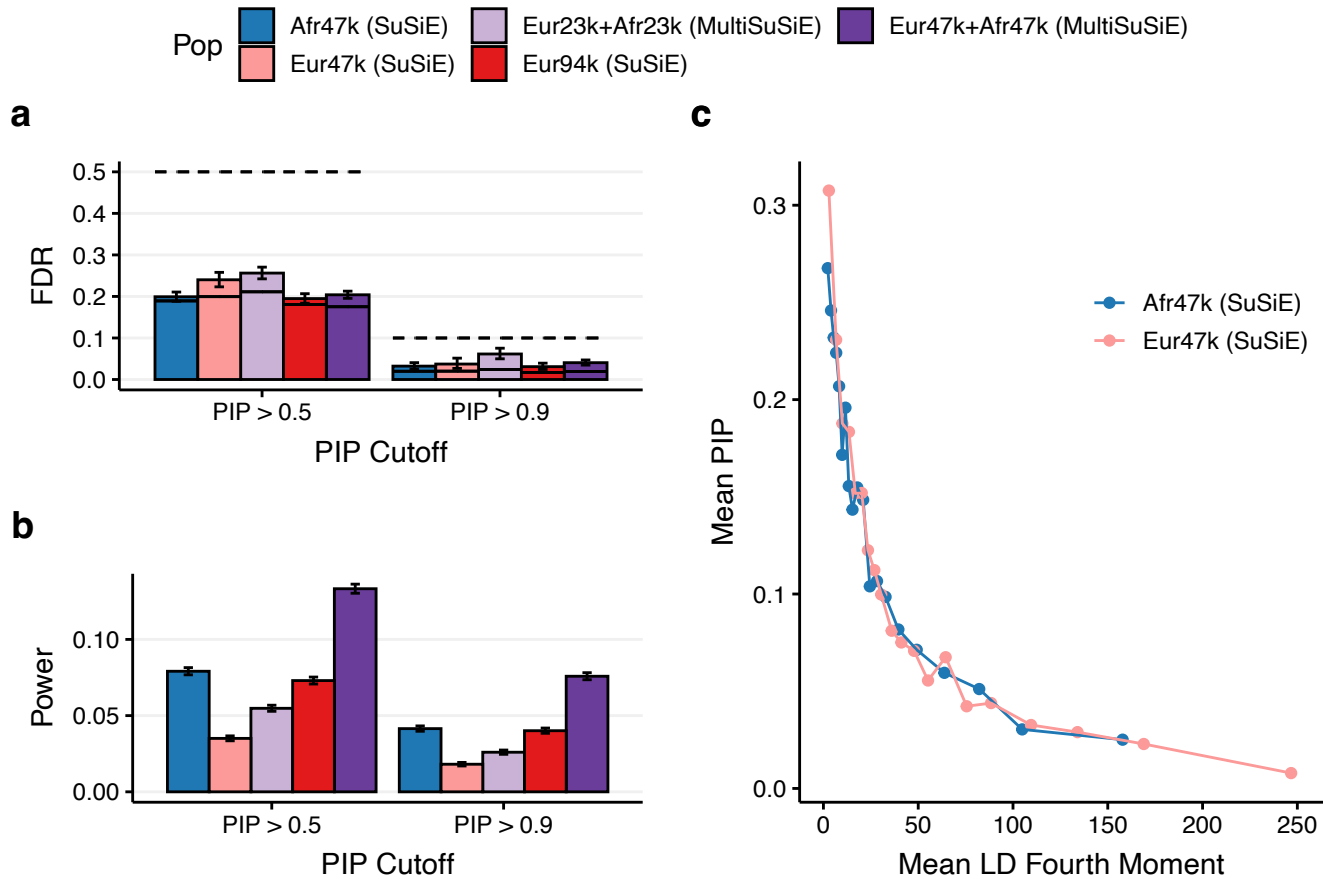 Pop
Afr47k (SuSiE)
Eur23k+Afr23k (MultiSuSiE)
Eur47k+Afr47k (MultiSuSiE)
Eur47k (SuSiE)
Eur94k (SuSiE)
a
FDR
0.5
0.4
0.3
0.2
0.1
0.0
PIP > 0.5
PIP > 0.9
PIP Cutoff
b
Power
0.10
0.05
0.00
PIP > 0.5
PIP > 0.9
PIP Cutoff
c
Mean PIP
0.3
0.2
0.1
0.0
Afr47k (SuSiE)
Eur47k (SuSiE)
0 50 100 150 200 250
Mean LD Fourth Moment